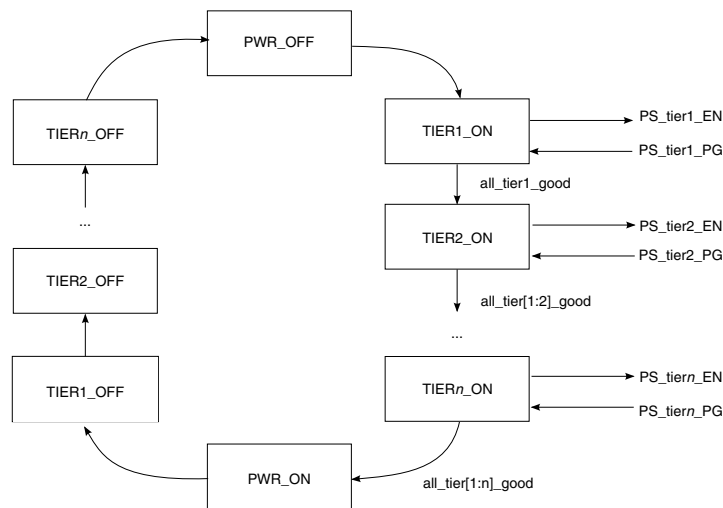 PWR_OFF
TIERn_OFF
TIER1_ON
PS_tier1_EN
PS_tier1_PG
all_tier1_good
...
TIER2_ON
PS_tier2_EN
PS_tier2_PG
TIER2_OFF
all_tier[1:2]_good
...
TIER1_OFF
TIERn_ON
PS_tiern_EN
PS_tiern_PG
PWR_ON
all_tier[1:n]_good